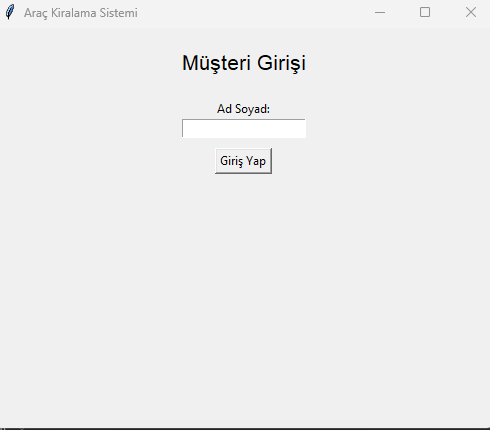 Araç Kiralama Sistemi
Müşteri Girişi
Ad Soyad:
Giriş Yap